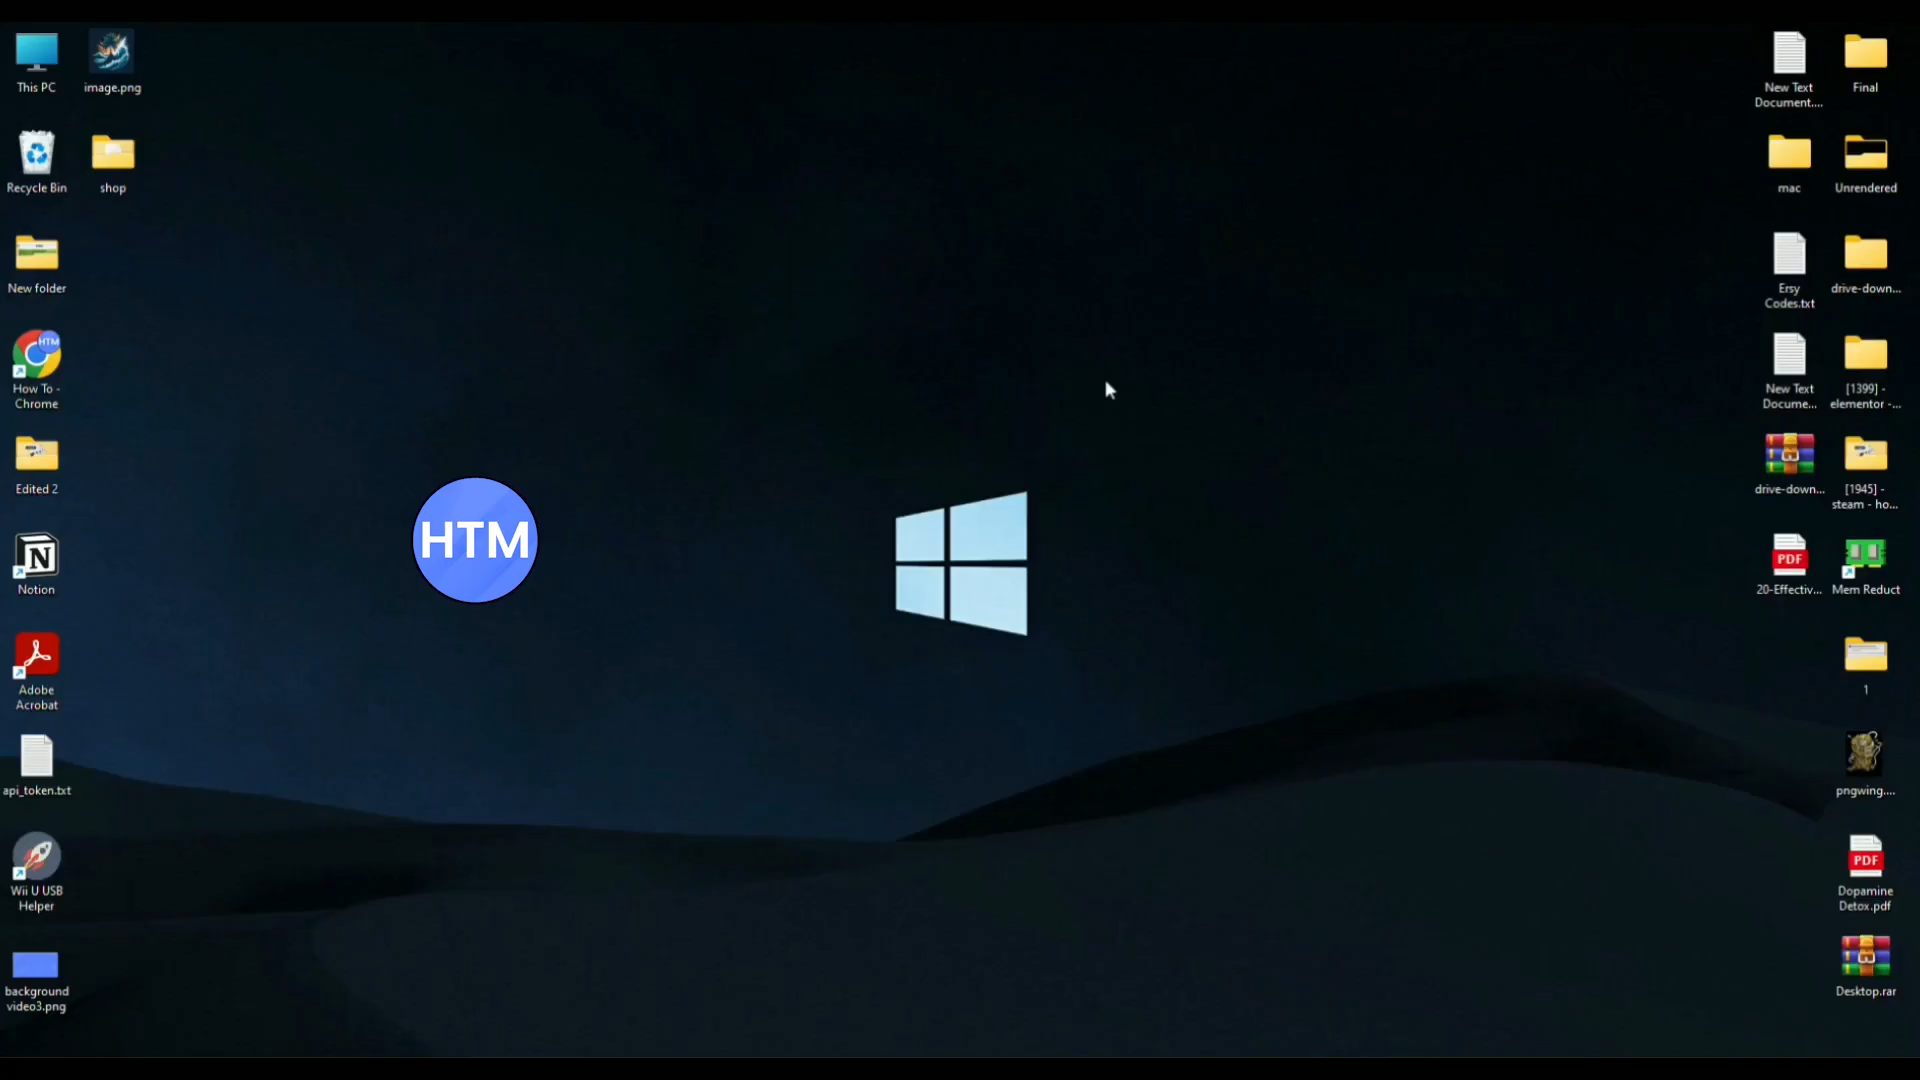 This PC
image.png
Recycle Bin
shop
New folder
HTM
How To -
Chrome
Edited 2
N
Notion
Adobe
Acrobat
api_token.txt
Wii U USB
Helper
background
video3.png
HTM
New Text
Document....
Final
mac
Unrendered
Ersy
Codes.txt
drive-down...
New Text
Docume...
[1399] -
elementor -...
drive-down...
[1945] -
steam - ho...
PDF
20-Effectiv...
Mem Reduct
1
pngwing....
PDF
Dopamine
Detox.pdf
Desktop.rar